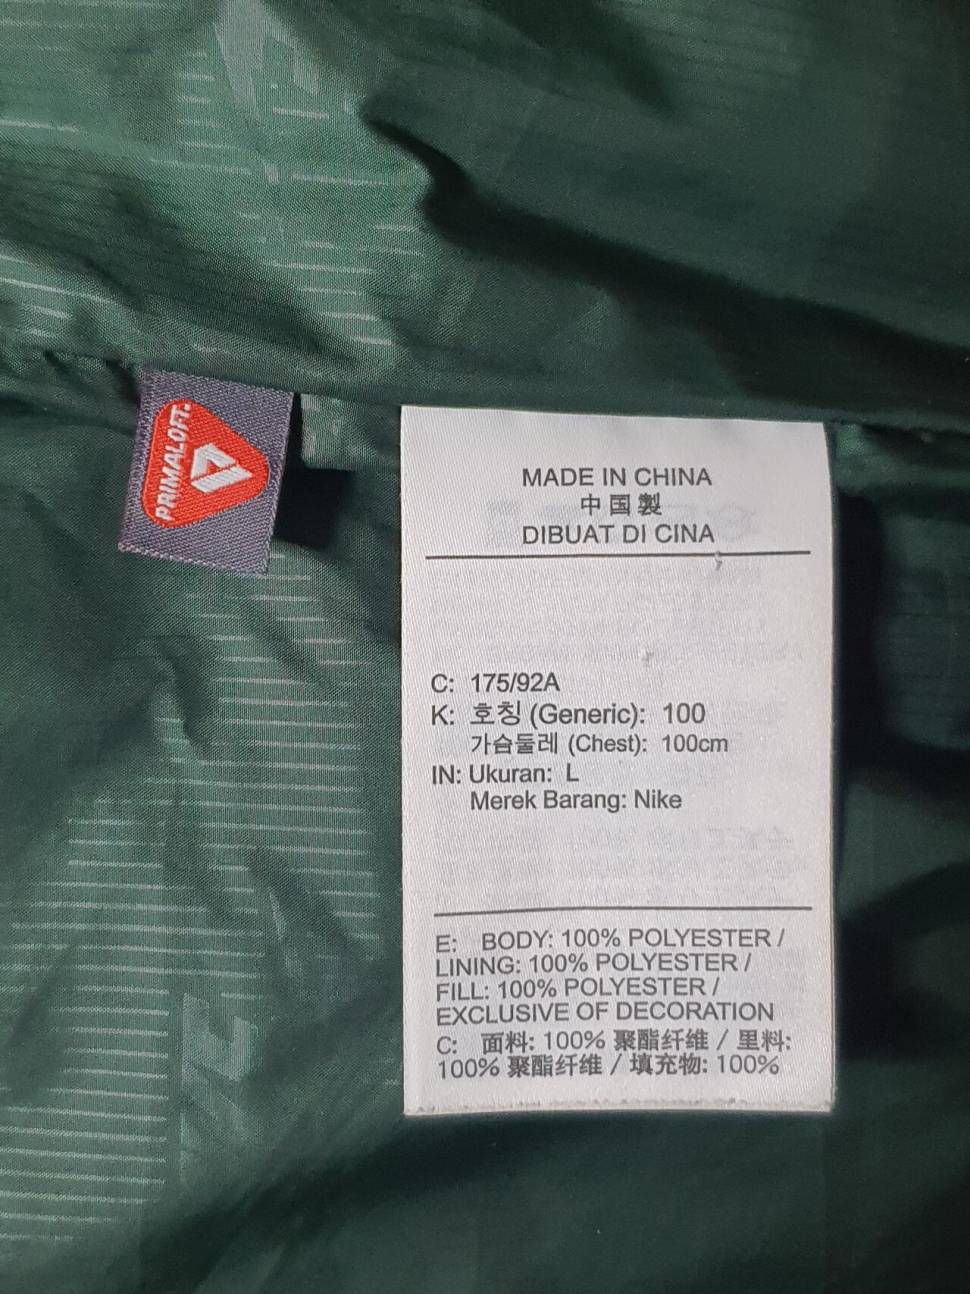 PRIMALOFT.
MADE IN CHINA
中国製
DIBUAT DI CINA
C: 175/92A
K: 호칭 (Generic): 100
가슴둘레 (Chest): 100cm
IN: Ukuran: L
Merek Barang: Nike
E: BODY: 100% POLYESTER /
LINING: 100% POLYESTER /
FILL: 100% POLYESTER /
EXCLUSIVE OF DECORATION
C: 面料: 100% 聚酯纤维 / 里料:
100% 聚酯纤维 / 填充物: 100%